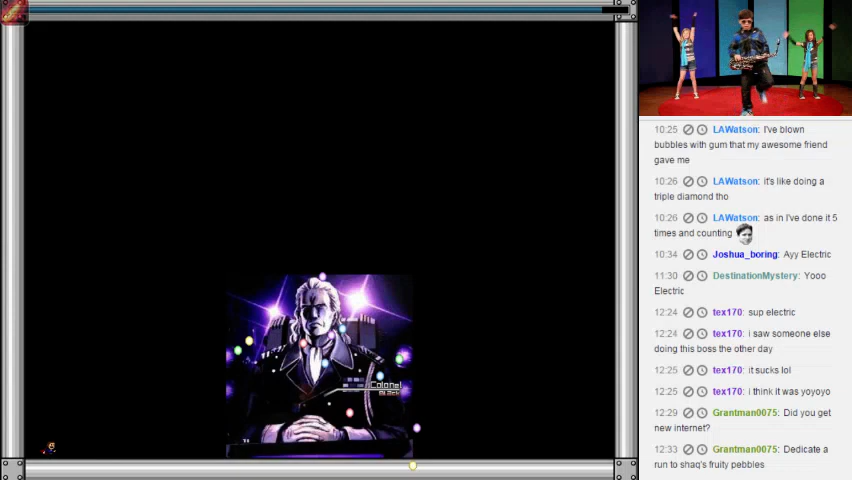 10:25 LAWatson: I've blown
bubbles with gum that my awesome friend
gave me
10:26 LAWatson: it's like doing a
triple diamond tho
10:26 LAWatson: as in I've done it 5
times and counting
10:34 Joshua_boring: Ayy Electric
11:30 DestinationMystery: Yooo
Electric
12:24 tex170: sup electric
12:24 tex170: i saw someone else
doing this boss the other day
12:25 tex170: it sucks lol
12:25 tex170: i think it was yoyoyo
12:29 Grantman0075: Did you get
new internet?
12:33 Grantman0075: Dedicate a
run to shaq's fruity pebbles
Colonel
Black